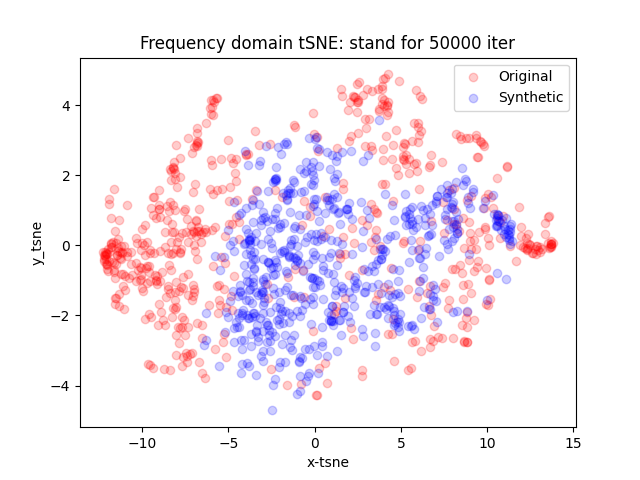 Frequency domain tSNE: stand for 50000 iter
Original
Synthetic
4
2
0
−2
−4
y_tsne
−10
−5
0
5
10
15
x-tsne